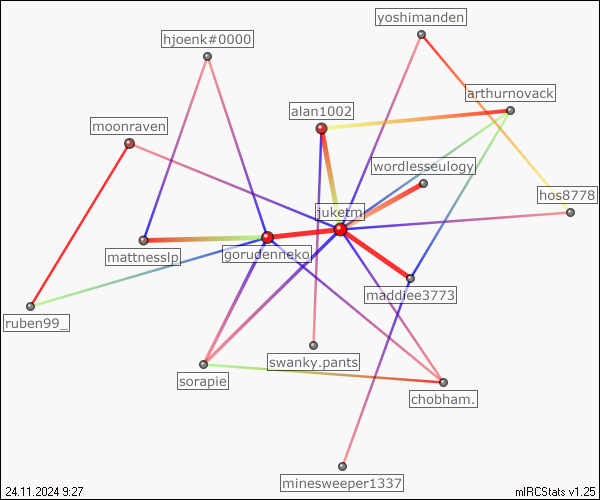 yoshimanden
hjoenk#0000
arthurnovack
alan1002
moonraven
wordlesseulogy
hos8778
juketm
mattnesslp
gorudenneko
maddiee3773
ruben99_
swanky.pants
sorapie
chobham.
minesweeper1337
24.11.2024 9:27
mIRCStats v1.25